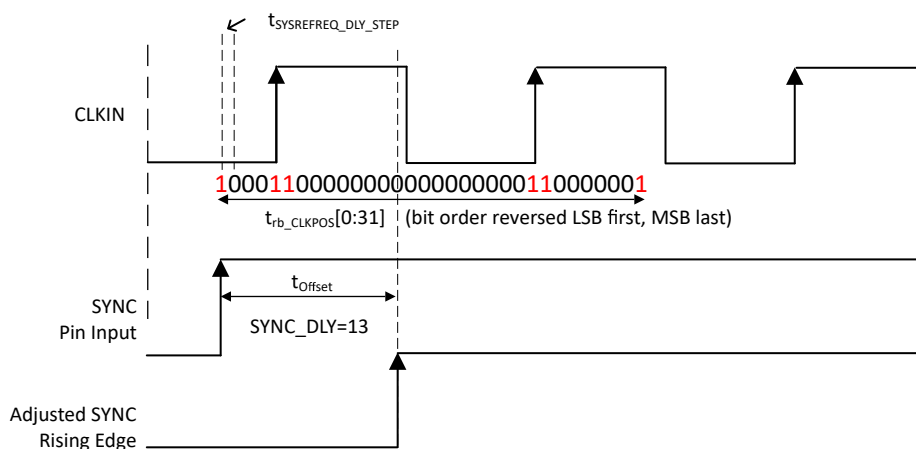 tSYSREFREQ_DLY_STEP
CLKIN
10001100000000000000000110000001
trb_CLKPOS[0:31] (bit order reversed LSB first, MSB last)
tOffset
SYNC
Pin Input
SYNC_DLY=13
Adjusted SYNC
Rising Edge